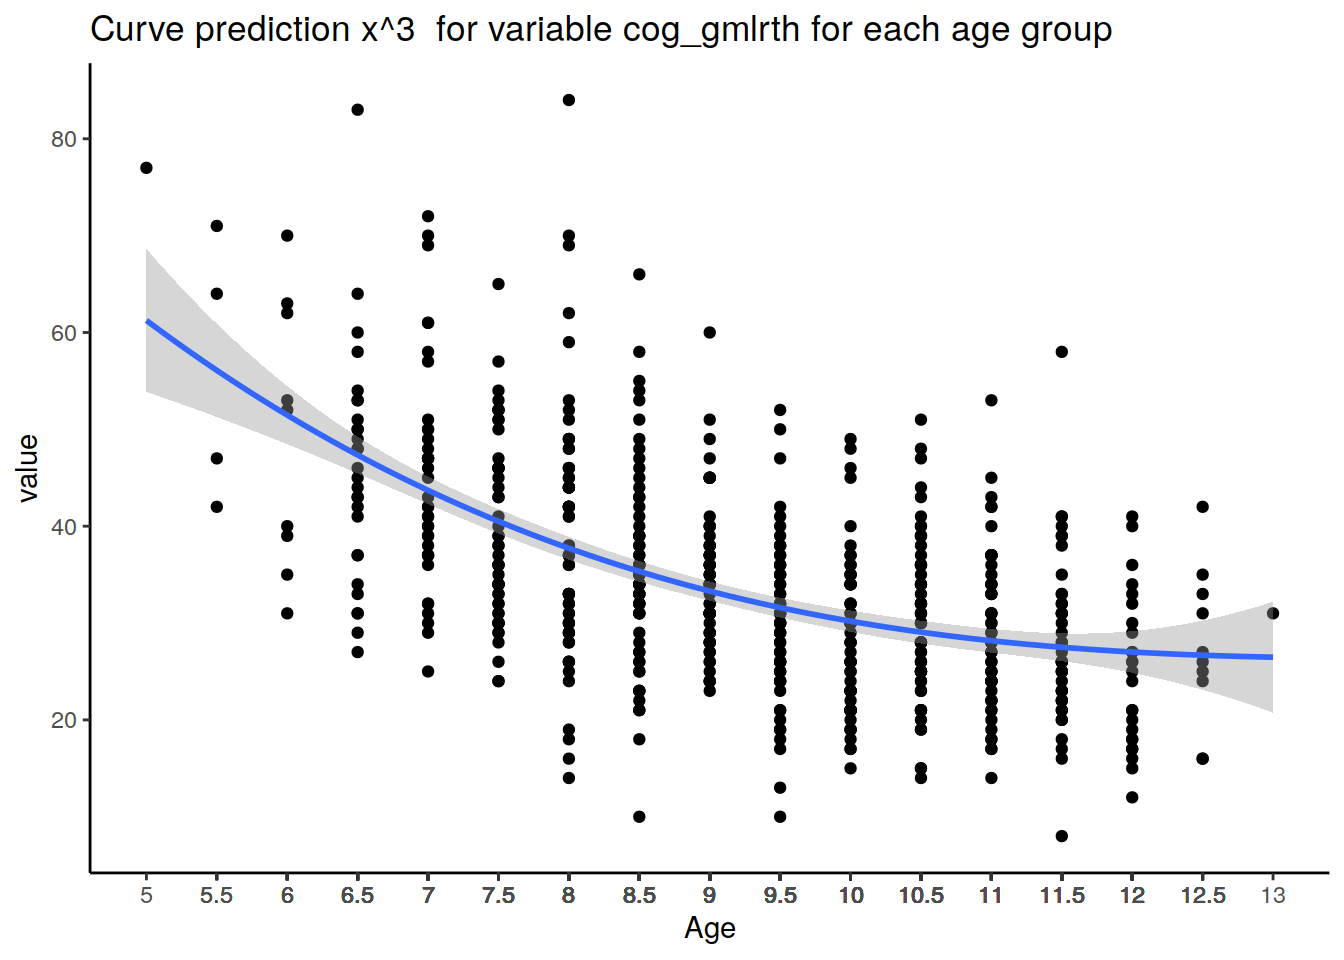 Curve prediction x^3  for variable cog_gmlrth for each age group
80
60
40
20
value
5 5.5 6 6.5 7 7.5 8 8.5 9 9.5 10 10.5 11 11.5 12 12.5 13
Age